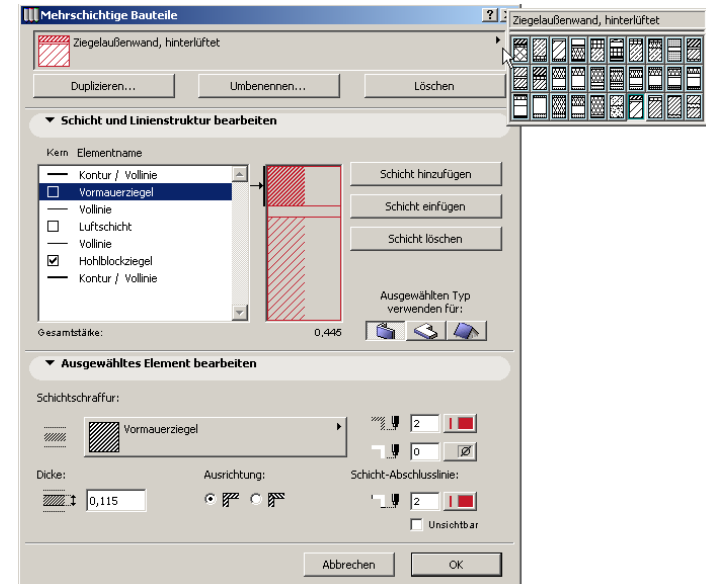 Mehrschichtige Bauteile
Ziegelaußenwand, hinterlüftet
Ziegelaußenwand, hinterlüftet
Duplizieren... Umbenennen... Löschen
Schicht und Linienstruktur bearbeiten
Kern Elementname
Kontur / Vollinie
Vormauerziegel
Vollinie
Luftschicht
Vollinie
Hohlblockziegel
Kontur / Vollinie
Schicht hinzufügen
Schicht einfügen
Schicht löschen
Ausgewählten Typ
verwenden für:
Gesamtstärke: 0,445
Ausgewähltes Element bearbeiten
Schichtschraffur:
Vormauerziegel
2
0
Dicke: Ausrichtung: Schicht-Abschlusslinie:
0,115 2
Unsichtbar
Abbrechen OK